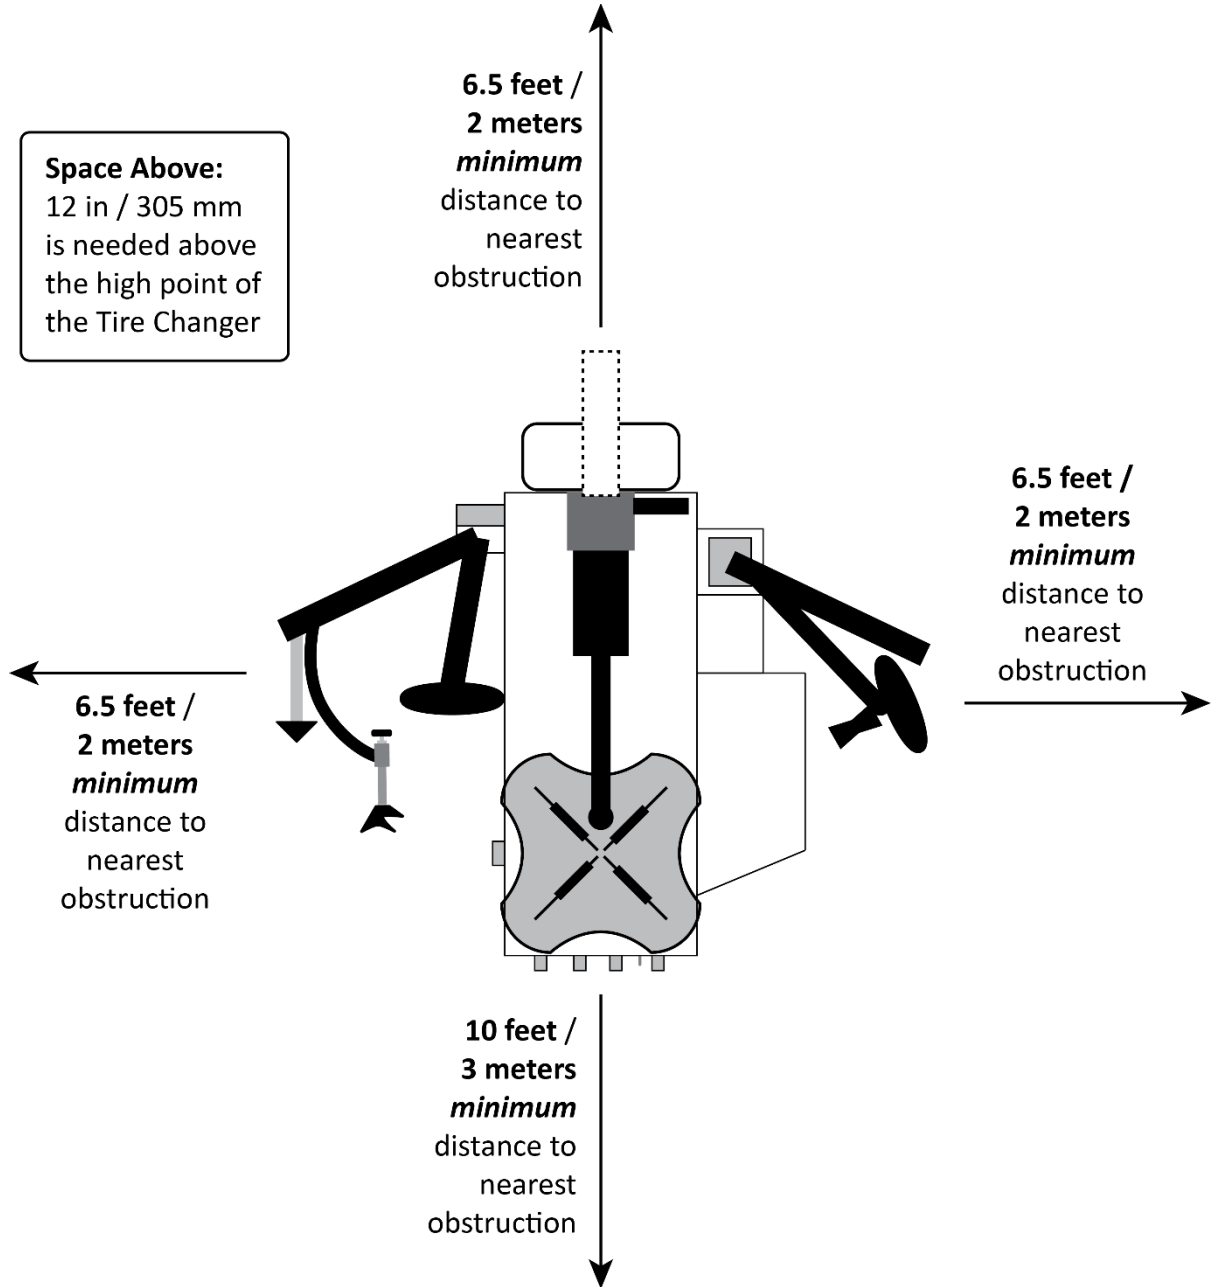 6.5 feet /
2 meters
minimum
distance to
nearest
obstruction
Space Above:
12 in / 305 mm
is needed above
the high point of
the Tire Changer
6.5 feet /
2 meters
minimum
distance to
nearest
obstruction
6.5 feet /
2 meters
minimum
distance to
nearest
obstruction
10 feet /
3 meters
minimum
distance to
nearest
obstruction